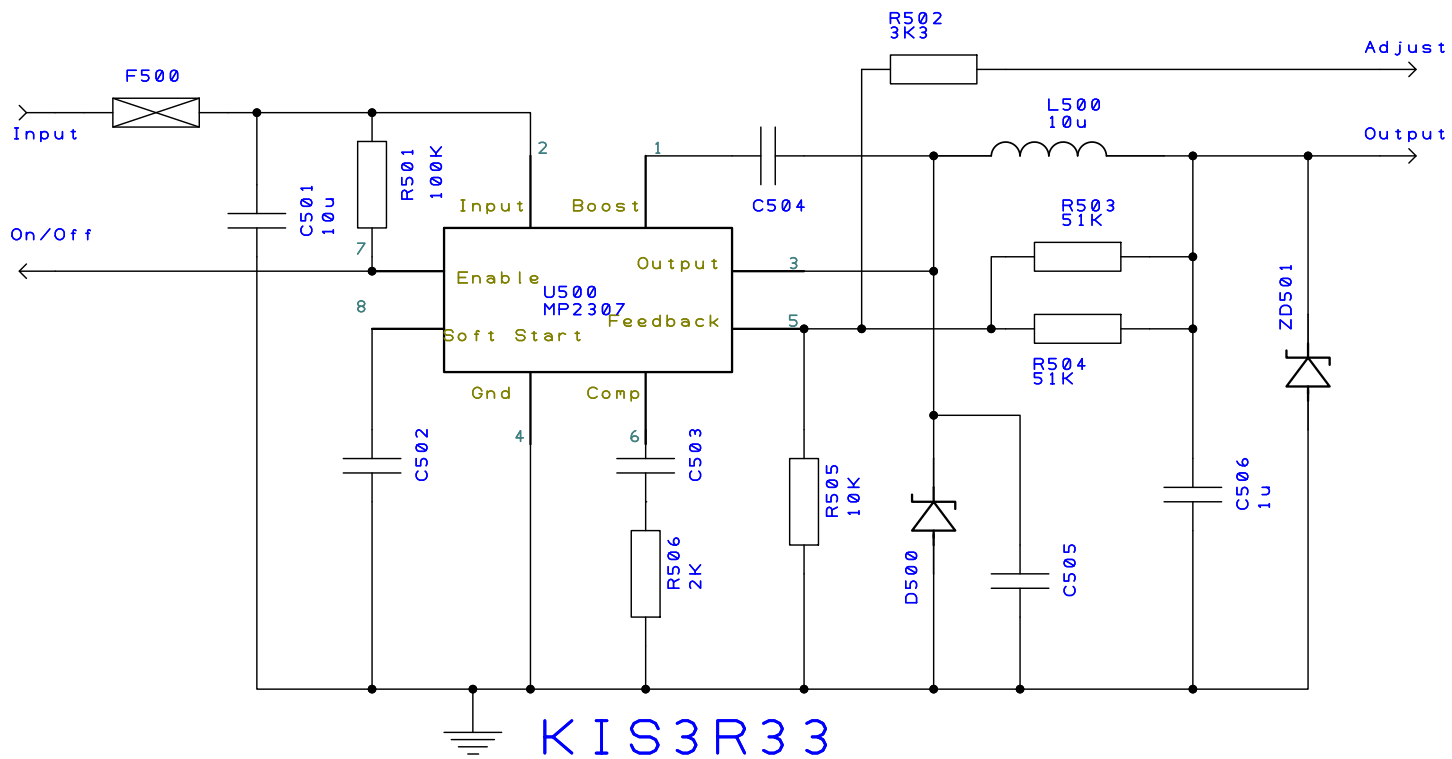 R502
3K3
Adjust
F500
L500
10u
Input
Output
2
1
R501
100K
C501
10u
Input
Boost
C504
R503
51K
On/Off
7
Enable
Output
3
ZD501
8
U500
MP2307
Feedback
5
Soft Start
R504
51K
Gnd
Comp
4
6
C502
C503
R505
10K
C506
1u
R506
2K
D500
C505
KIS3R33